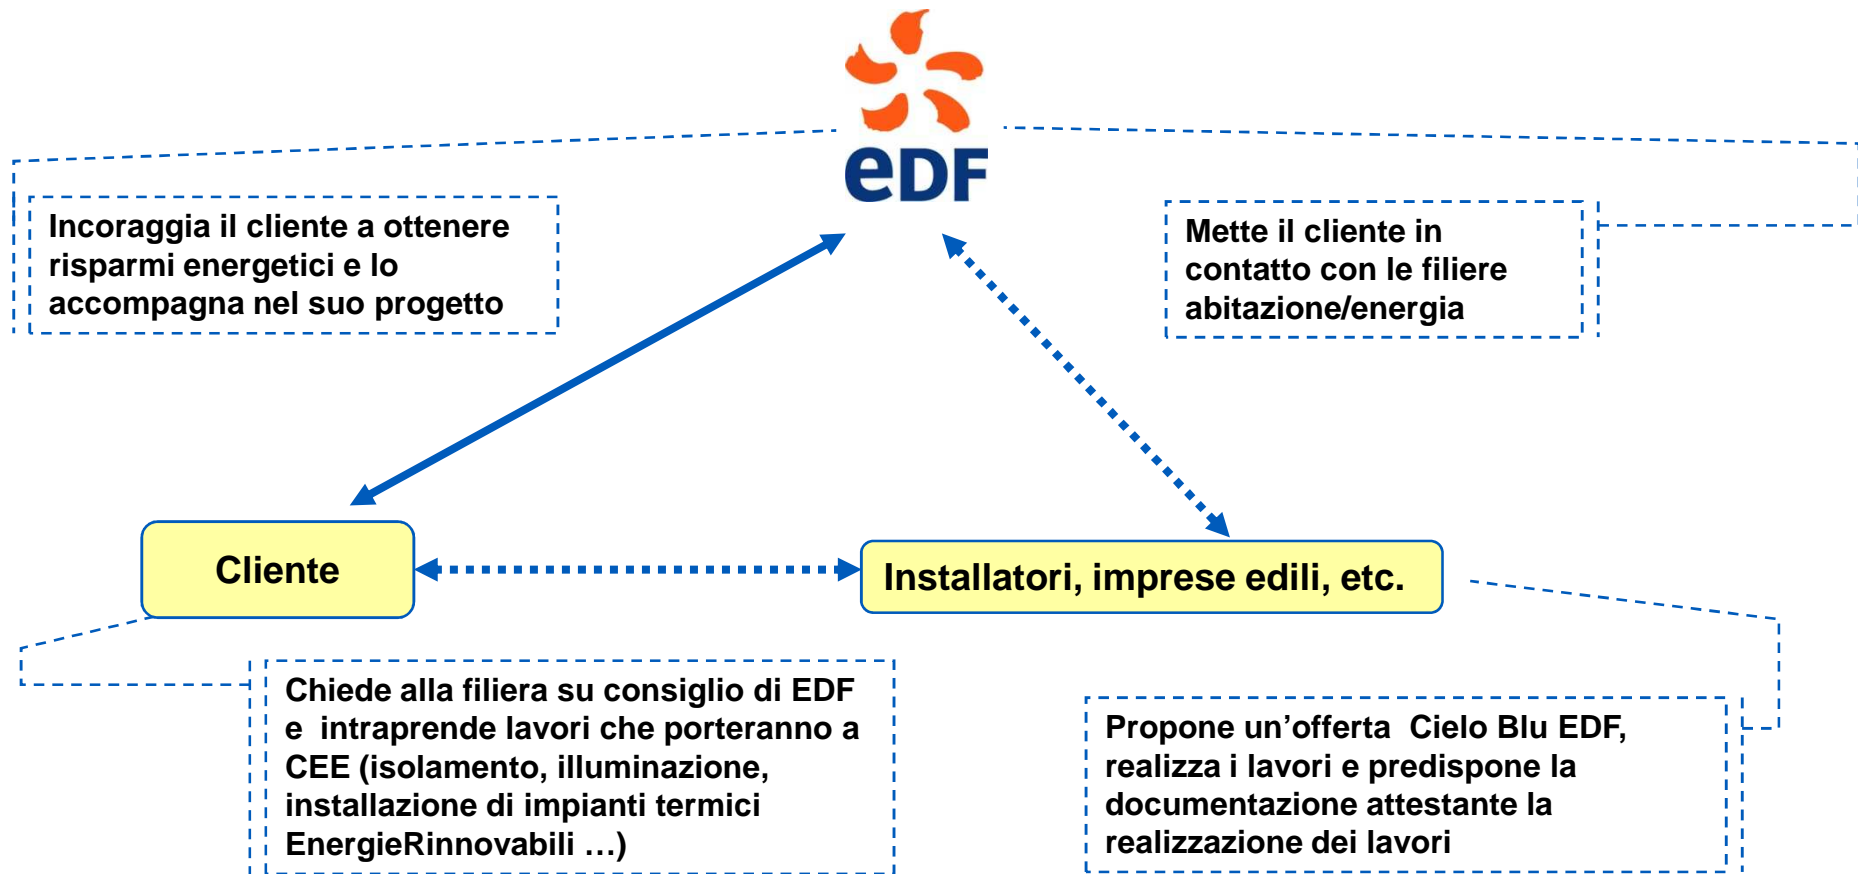 eDF
Incoraggia il cliente a ottenere
risparmi energetici e lo
accompagna nel suo progetto
Mette il cliente in
contatto con le filiere
abitazione/energia
Cliente
Installatori, imprese edili, etc.
Chiede alla filiera su consiglio di EDF
e intraprende lavori che porteranno a
CEE (isolamento, illuminazione,
installazione di impianti termici
EnergieRinnovabili …)
Propone un’offerta Cielo Blu EDF,
realizza i lavori e predispone la
documentazione attestante la
realizzazione dei lavori